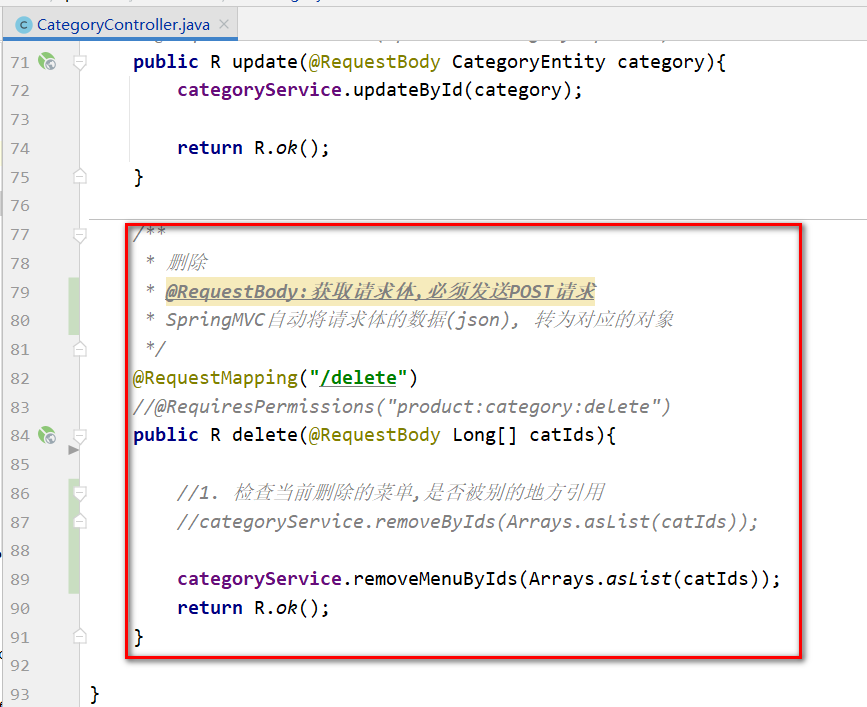 CategoryController.java
71 public R update(@RequestBody CategoryEntity category){
72 categoryService.updateById(category);
73
74 return R.ok();
75 }
76
77 /**
78 * 删除
79 * @RequestBody:获取请求体,必须发送POST请求
80 * SpringMVC自动将请求体的数据(json), 转为对应的对象
81 */
82 @RequestMapping("/delete")
83 //@RequiresPermissions("product:category:delete")
84 public R delete(@RequestBody Long[] catIds){
85
86 //1. 检查当前删除的菜单,是否被别的地方引用
87 //categoryService.removeByIds(Arrays.asList(catIds));
88
89 categoryService.removeMenuByIds(Arrays.asList(catIds));
90 return R.ok();
91 }
92
93 }